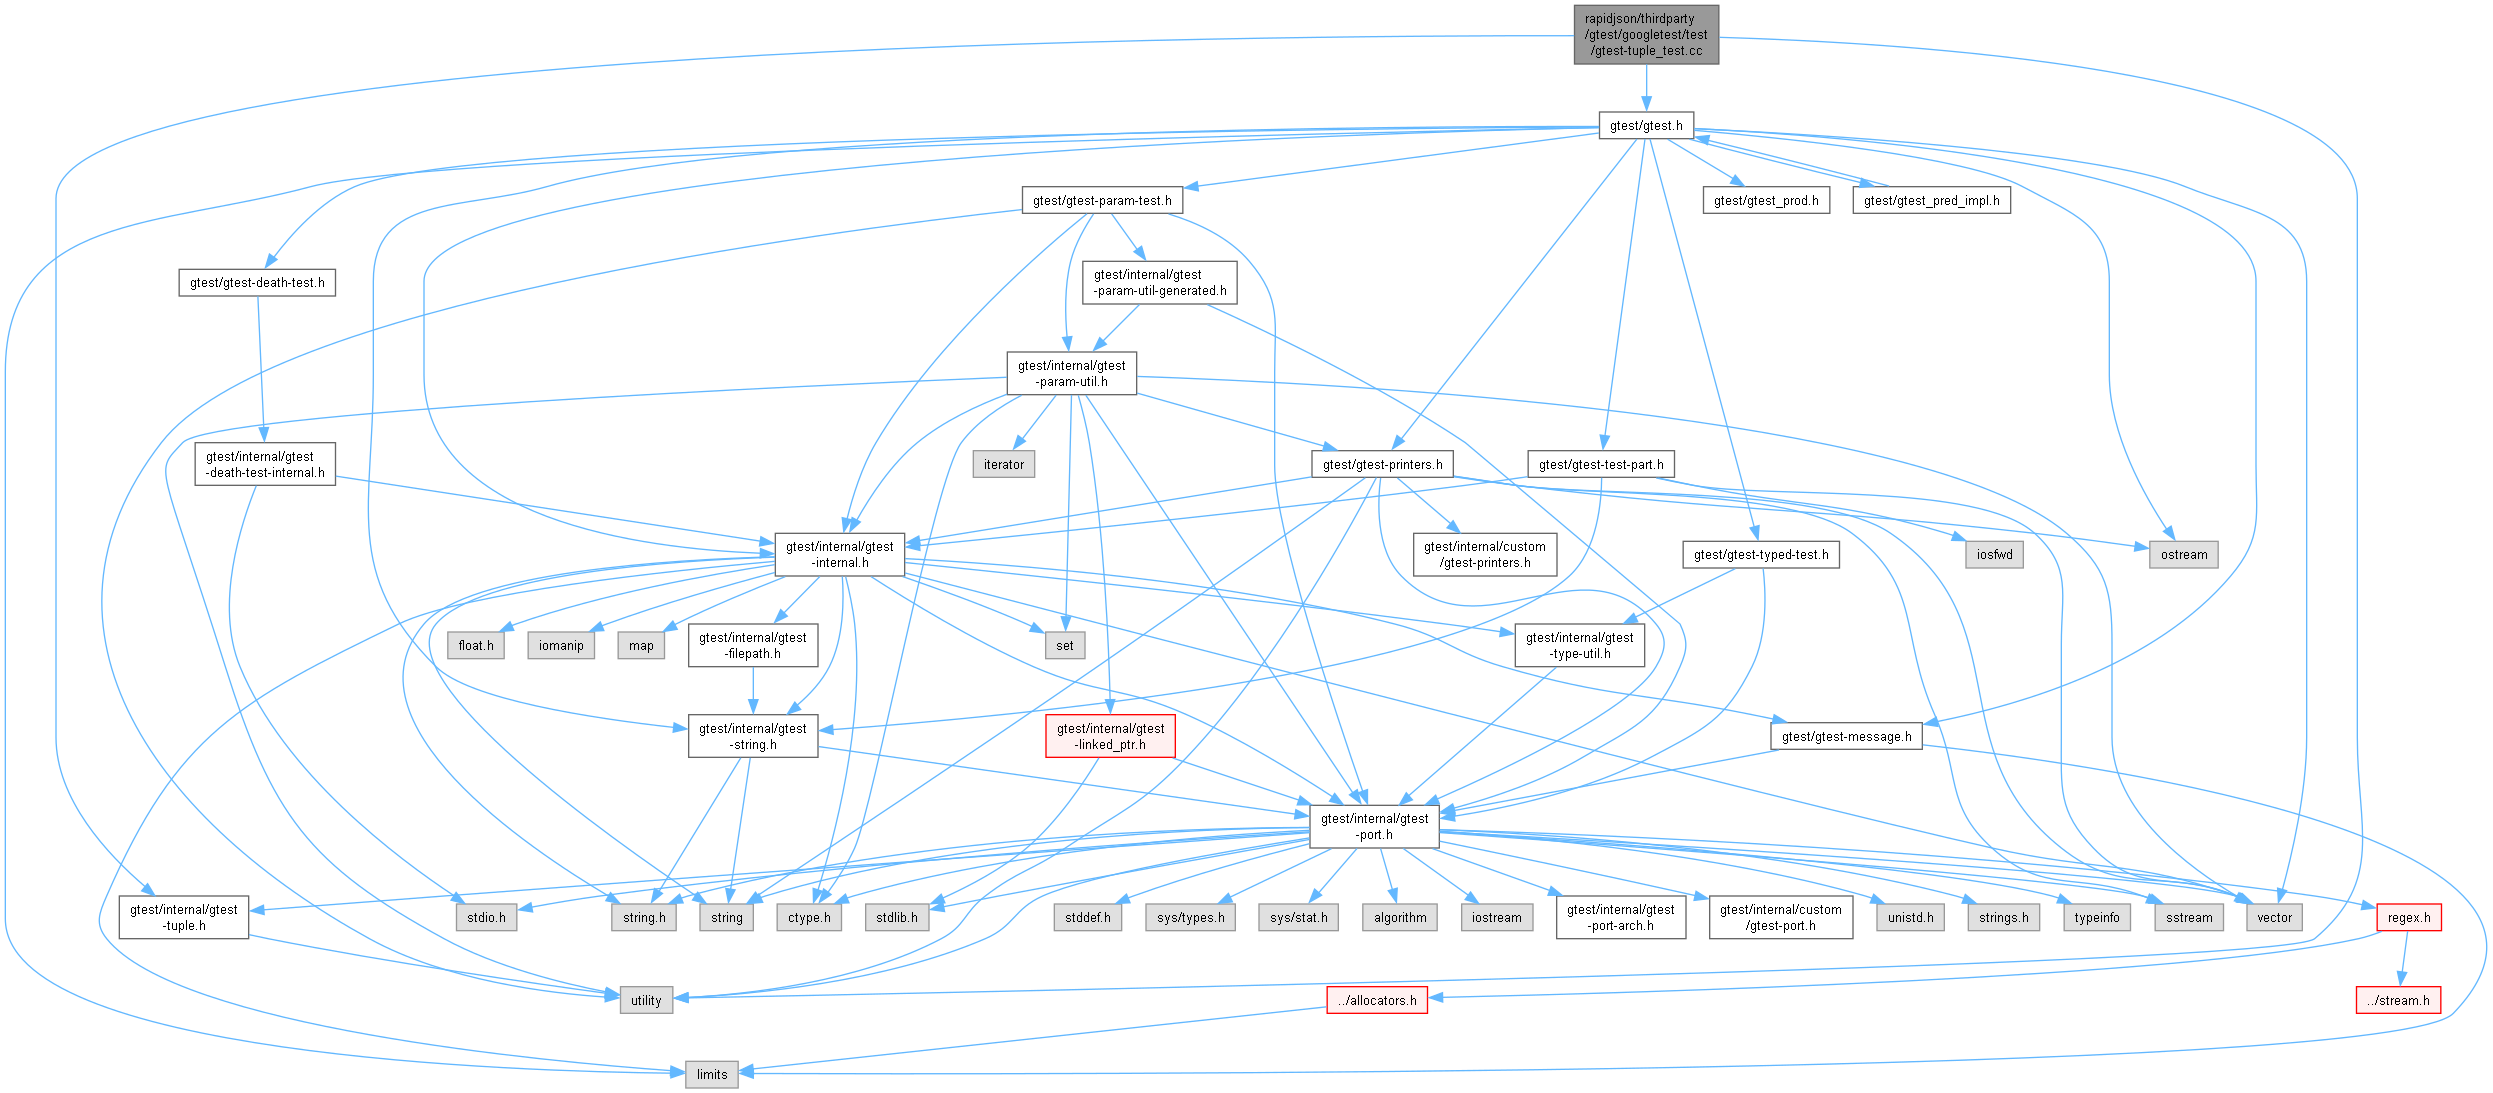 rapidjson/thirdparty
/gtest/googletest/test
/gtest-tuple_test.cc
gtest/gtest.h
gtest/gtest-param-test.h
gtest/gtest_prod.h
gtest/gtest_pred_impl.h
gtest/gtest-death-test.h
gtest/internal/gtest
-param-util-generated.h
gtest/internal/gtest
-param-util.h
gtest/internal/gtest
-death-test-internal.h
iterator
gtest/gtest-printers.h
gtest/gtest-test-part.h
gtest/internal/gtest
-internal.h
gtest/internal/custom
/gtest-printers.h
gtest/gtest-typed-test.h
iosfwd
ostream
float.h
iomanip
map
gtest/internal/gtest
-filepath.h
set
gtest/internal/gtest
-type-util.h
gtest/internal/gtest
-string.h
gtest/internal/gtest
-linked_ptr.h
gtest/gtest-message.h
gtest/internal/gtest
-port.h
gtest/internal/gtest
-tuple.h
stdio.h
string.h
string
ctype.h
stdlib.h
stddef.h
sys/types.h
sys/stat.h
algorithm
iostream
gtest/internal/gtest
-port-arch.h
gtest/internal/custom
/gtest-port.h
unistd.h
strings.h
typeinfo
sstream
vector
regex.h
utility
../allocators.h
../stream.h
limits